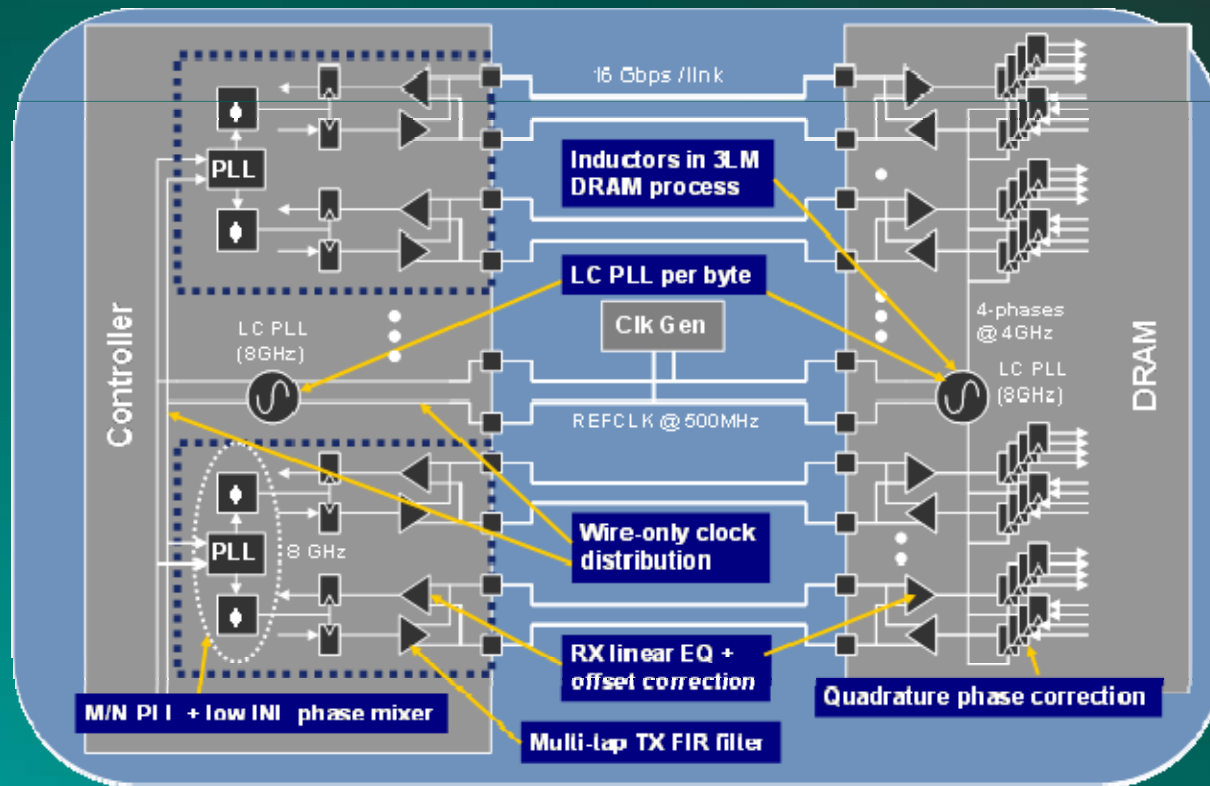 16 Gbps /link
Φ
PLL
Φ
Inductors in 3LM
DRAM process
LC PLL per byte
Clk Gen
4-phases
@ 4GHz
LC PLL
(8GHz)
LC PLL
(8GHz)
Controller
DRAM
REFCLK @ 500MHz
Φ
PLL
8 GHz
Φ
Wire-only clock
distribution
RX linear EQ +
offset correction
Quadrature phase correction
M/N PLL + low INL phase mixer
Multi-tap TX FIR filter